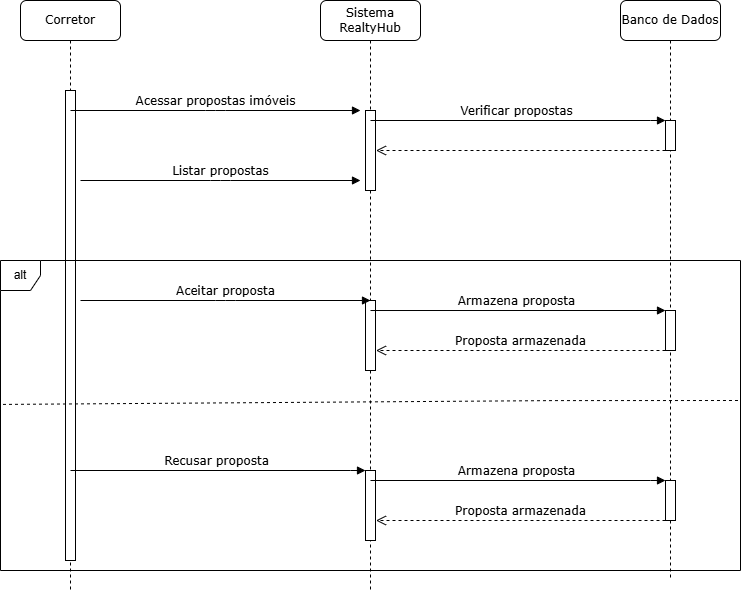 Corretor
Sistema
RealtyHub
Banco de Dados
Acessar propostas imóveis
Verificar propostas
Listar propostas
alt
Aceitar proposta
Armazena proposta
Proposta armazenada
Recusar proposta
Armazena proposta
Proposta armazenada